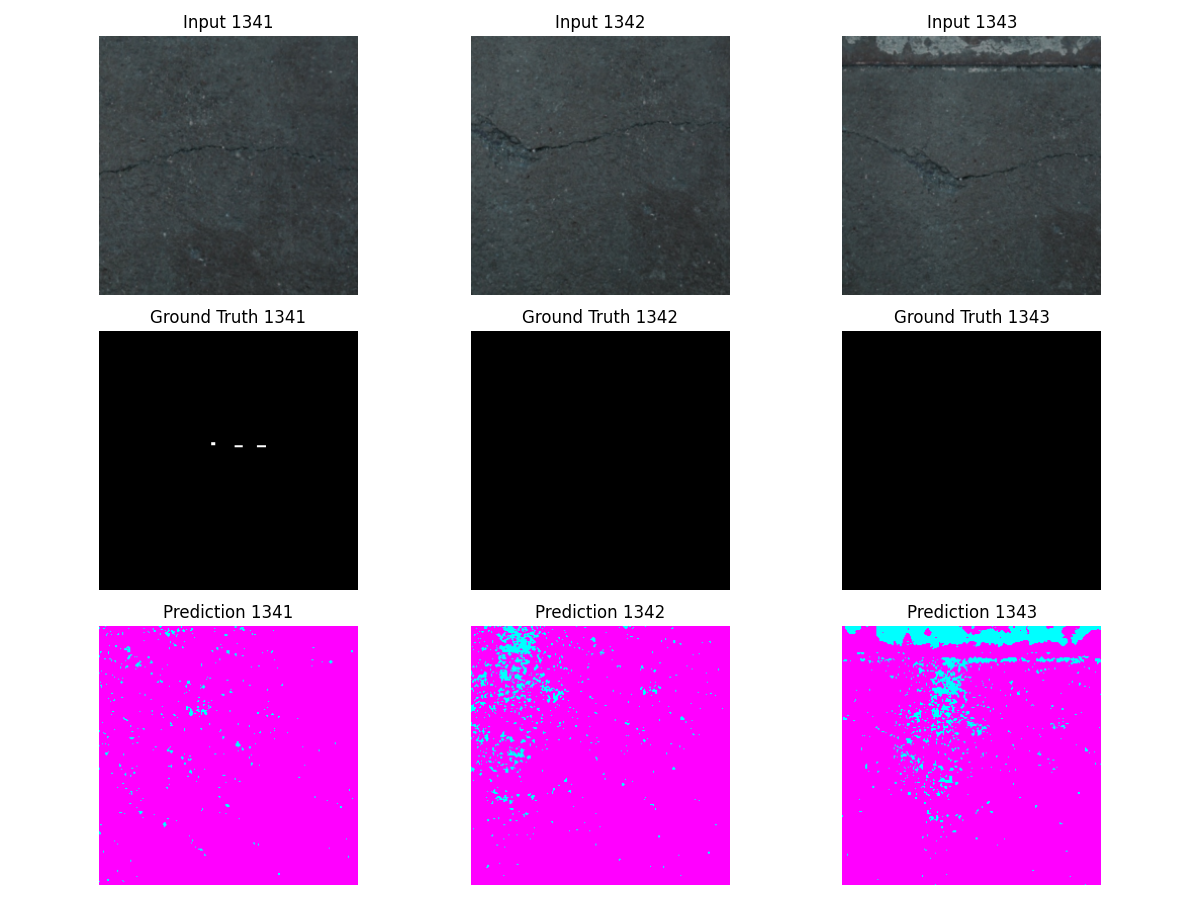 Input 1341
Input 1342
Input 1343
Ground Truth 1341
Ground Truth 1342
Ground Truth 1343
Prediction 1341
Prediction 1342
Prediction 1343